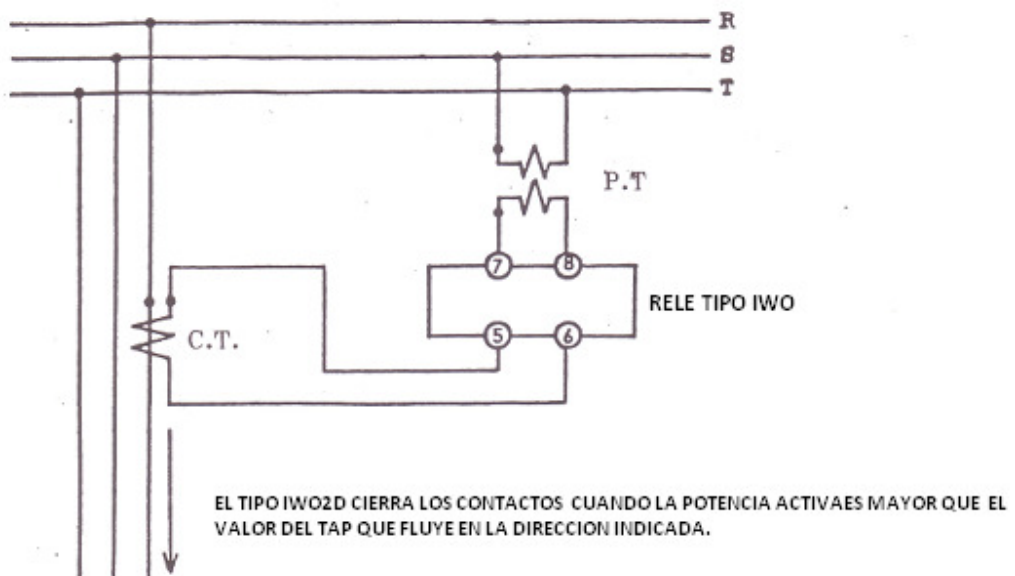 R
S
T
P.T
7 8
RELE TIPO IWO
5 6
C.T.
EL TIPO IWO2D CIERRA LOS CONTACTOS CUANDO LA POTENCIA ACTIVAES MAYOR QUE EL
VALOR DEL TAP QUE FLUYE EN LA DIRECCION INDICADA.